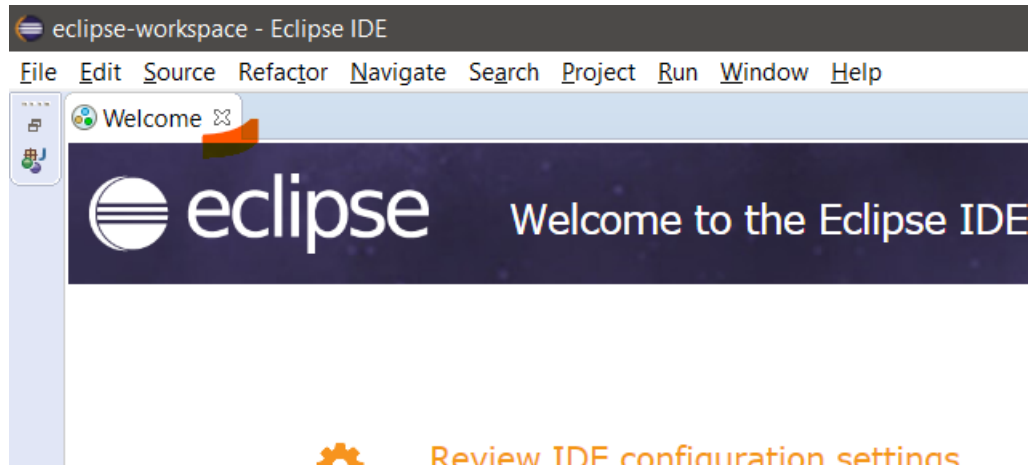 eclipse-workspace - Eclipse IDE
File Edit Source Refactor Navigate Search Project Run Window Help
Welcome
eclipse Welcome to the Eclipse IDE
Review IDE configuration settings